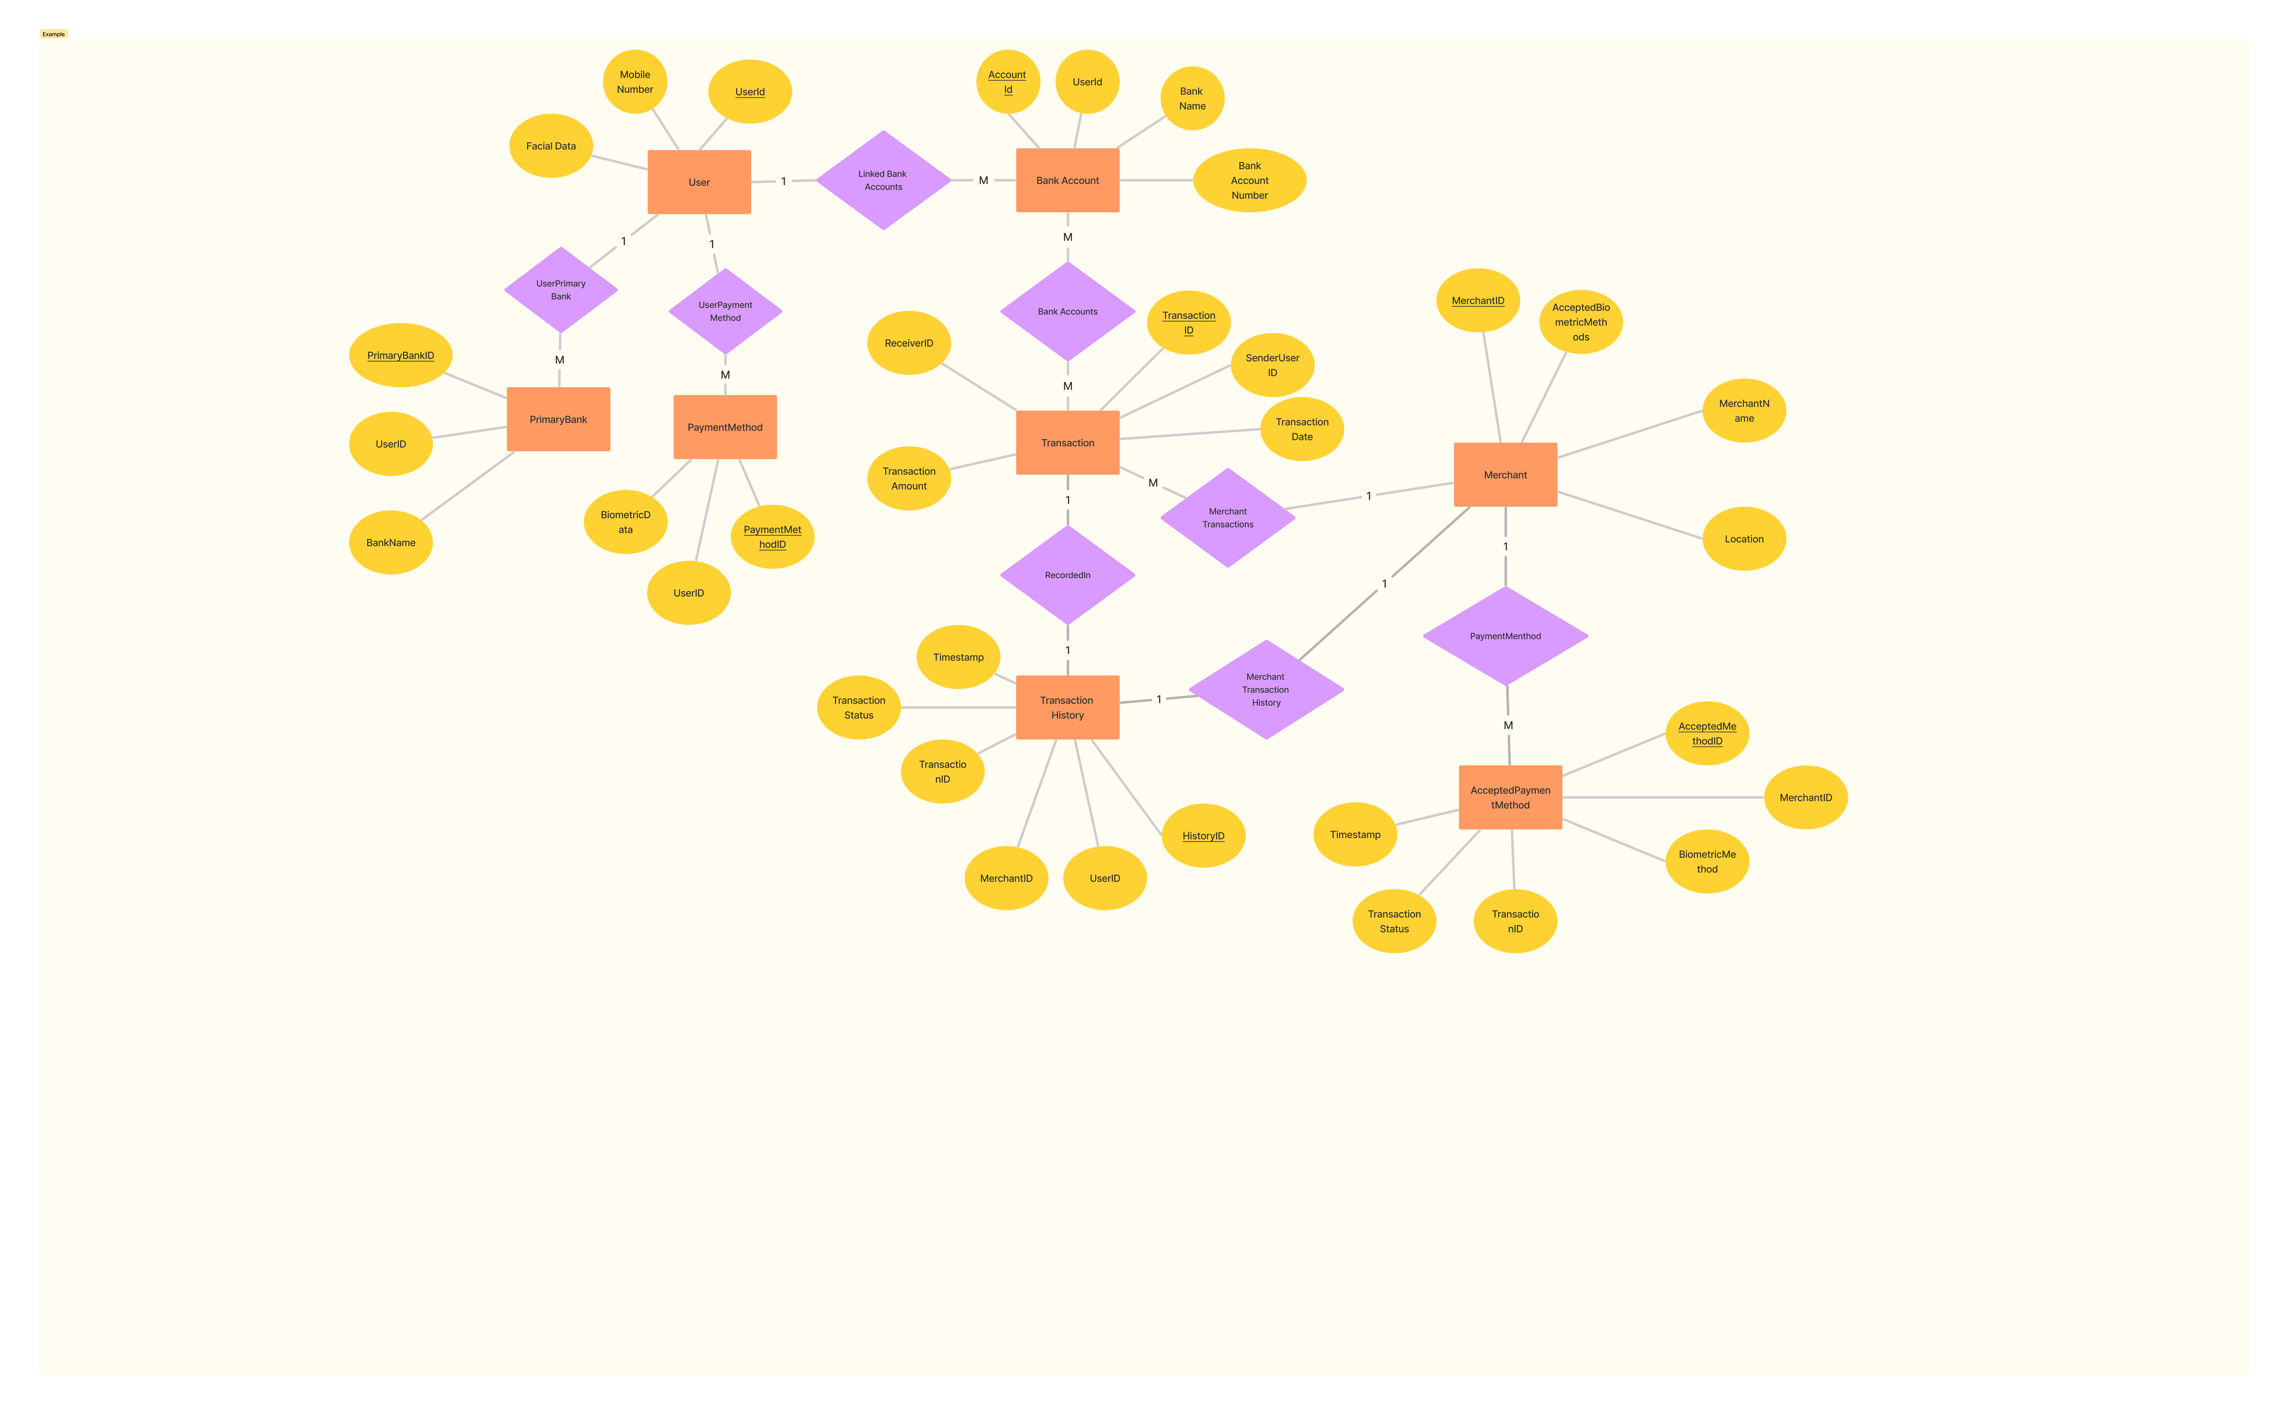 Example
Mobile
Number
UserId
Facial Data
User
1
Linked Bank
Accounts
M
Account
Id
UserId
Bank
Name
Bank
Account
Number
Bank Account
1
1
M
UserPrimary
Bank
UserPayment
Method
Bank Accounts
M
M
M
PrimaryBankID
UserID
BankName
PrimaryBank
PaymentMethod
BiometricD
ata
UserID
PaymentMet
hodID
ReceiverID
Transaction
ID
SenderUser
ID
Transaction
Date
Transaction
Amount
Transaction
M
Merchant
Transactions
1
MerchantID
AcceptedBio
metricMeth
ods
MerchantN
ame
Location
Merchant
1
RecordedIn
1
1
1
Merchant
Transaction
History
1
PaymentMenthod
M
Timestamp
Transaction
Status
Transactio
nID
MerchantID
UserID
HistoryID
Transaction
History
AcceptedMe
thodID
MerchantID
BiometricMe
thod
AcceptedPaymen
tMethod
Timestamp
Transaction
Status
Transactio
nID